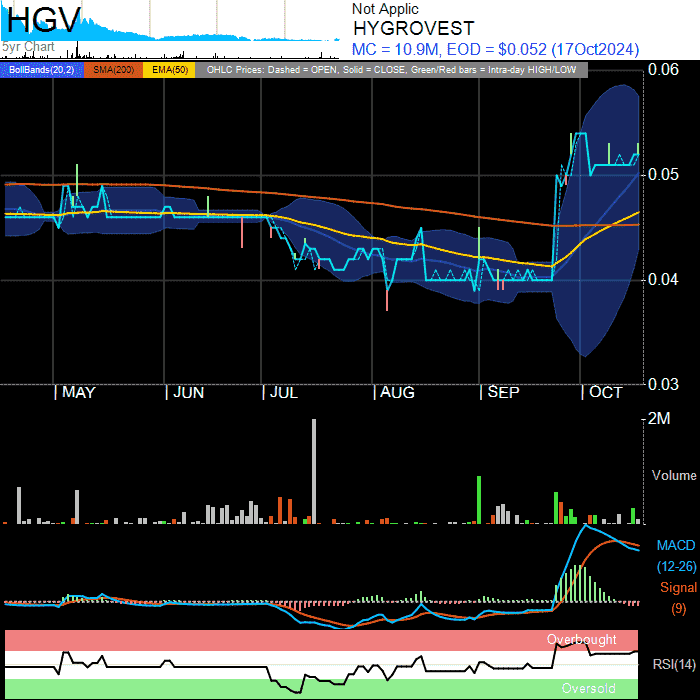 HGV
5yr Chart
Not Applic
HYGROVEST
MC = 10.9M, EOD = $0.052 (17Oct2024)
BollBands(20,2) SMA(200) EMA(50) OHLC Prices: Dashed = OPEN, Solid = CLOSE, Green/Red bars = Intra-day HIGH/LOW
0.06
0.05
0.04
0.03
MAY JUN JUL AUG SEP OCT
2M
Volume
MACD
(12-26)
Signal
(9)
Overbought
RSI(14)
Oversold